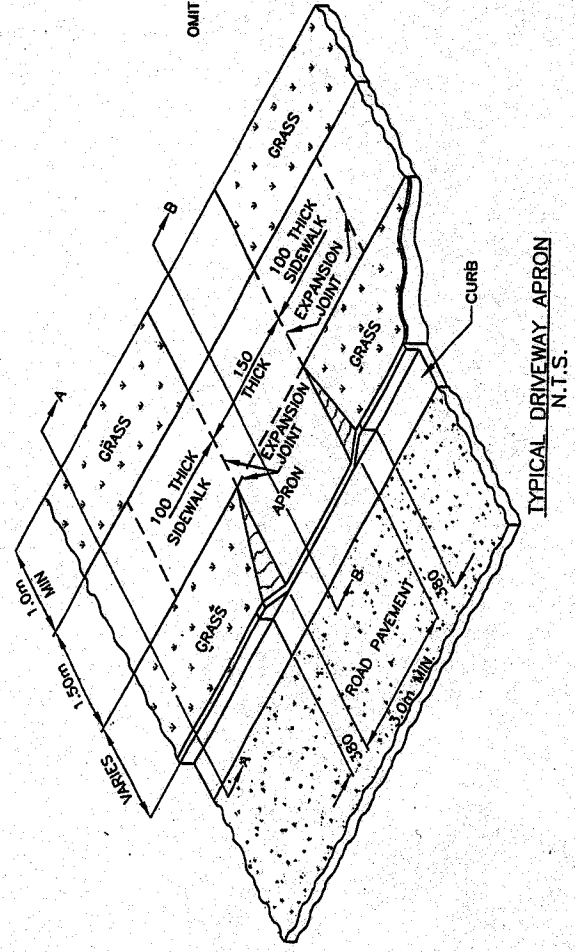 OMIT
1.0m
MIN
1.50m
VARIES
A
B
GRASS
GRASS
100 THICK
SIDEWALK
150
THICK
100 THICK
SIDEWALK
EXPANSION
JOINT
EXPANSION
JOINT
APRON
GRASS
GRASS
A
B
ROAD PAVEMENT
380
3.0m MIN.
380
CURB
TYPICAL DRIVEWAY APRON
N.T.S.